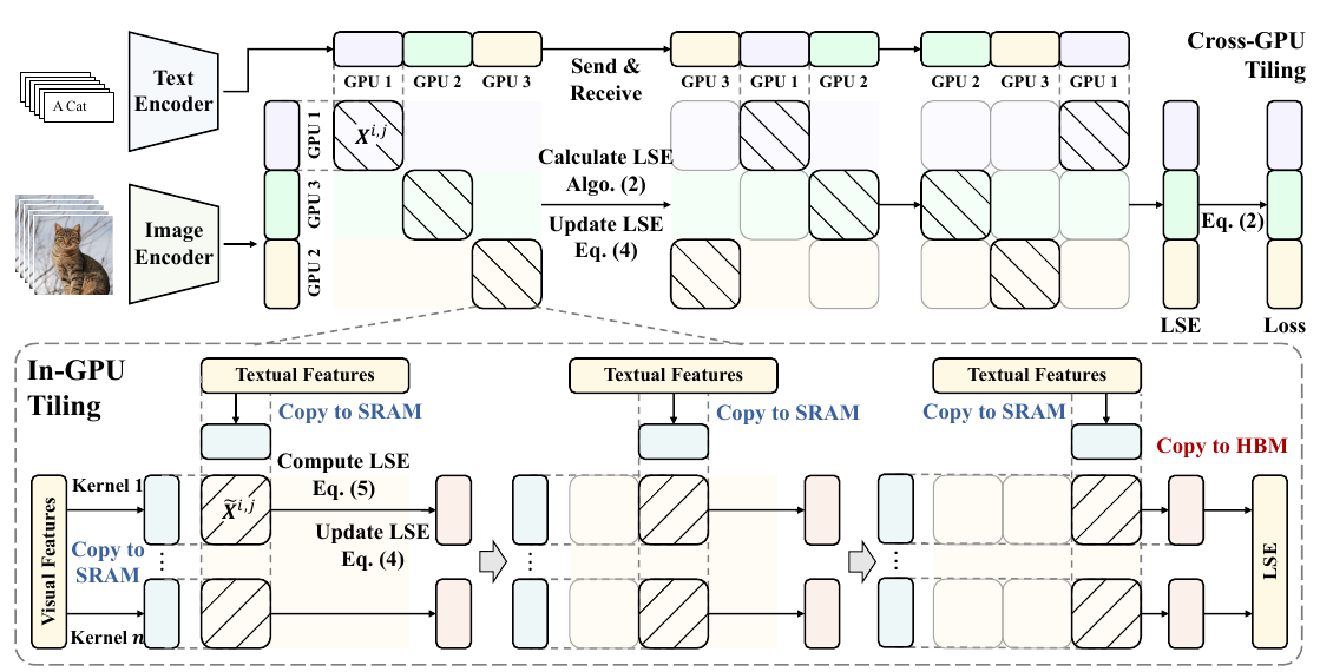 Cross-GPU
Tiling
Text
Encoder
A Cat
GPU 1
GPU 2
GPU 3
Send &
Receive
GPU 3
GPU 1
GPU 2
GPU 2
GPU 3
GPU 1
GPU 1
GPU 3
GPU 2
X^{i,j}
Image
Encoder
Calculate LSE
Algo. (2)
Update LSE
Eq. (4)
Eq. (2)
LSE
Loss
In-GPU
Tiling
Textual Features
Textual Features
Textual Features
Copy to SRAM
Copy to SRAM
Copy to SRAM
Copy to HBM
Visual Features
Kernel 1
Copy to
SRAM
⋮
Kernel n
X̃^{i,j}
Compute LSE
Eq. (5)
Update LSE
Eq. (4)
⋮
⋮
LSE